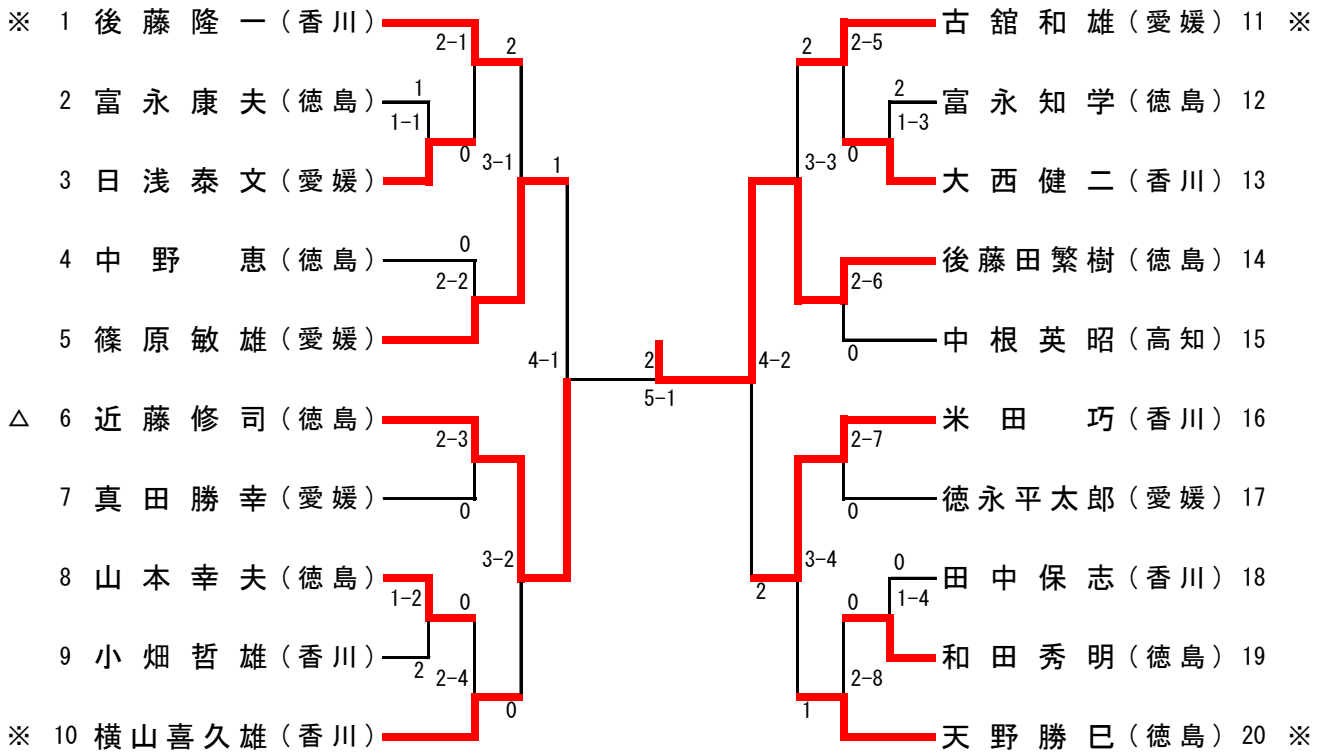 ※ 1 後藤隆一(香川)
2-1
2
2 富永康夫(徳島)
1
1-1
0
3-1
1
3 日浅泰文(愛媛)
4 中野 恵(徳島)
0
2-2
5 篠原敏雄(愛媛)
4-1
△ 6 近藤修司(徳島)
2-3
7 真田勝幸(愛媛)
0
3-2
8 山本幸夫(徳島)
1-2
0
9 小畑哲雄(香川)
2
2-4
0
※ 10 横山喜久雄(香川)
2
5-1
古舘和雄(愛媛) 11 ※
2
2-5
富永知学(徳島) 12
2
1-3
0
3-3
大西健二(香川) 13
後藤田繁樹(徳島) 14
2-6
中根英昭(高知) 15
0
4-2
米田 巧(香川) 16
2-7
徳永平太郎(愛媛) 17
0
3-4
2
田中保志(香川) 18
0
1-4
0
和田秀明(徳島) 19
2-8
1
天野勝巳(徳島) 20 ※